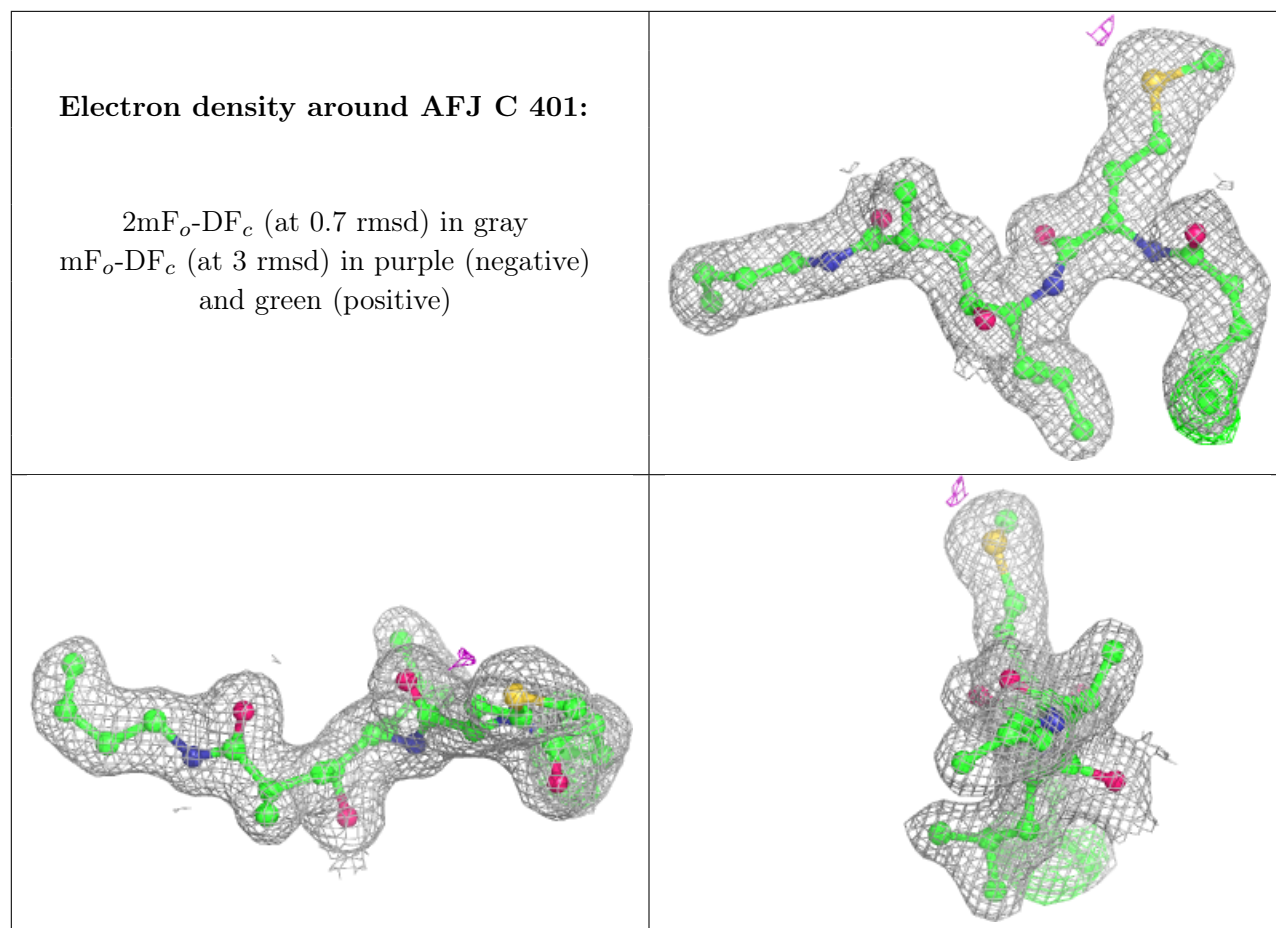 Electron density around AFJ C 401:
2mFo-DFc (at 0.7 rmsd) in gray
mFo-DFc (at 3 rmsd) in purple (negative)
and green (positive)